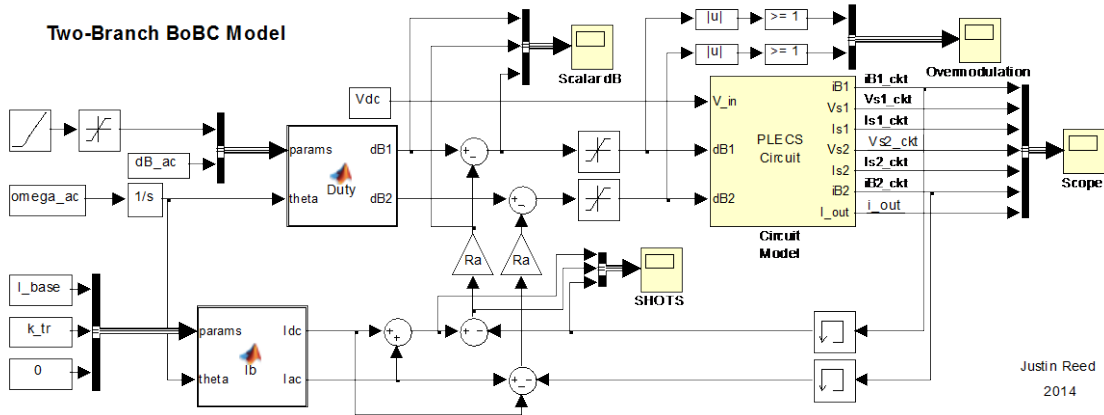 Two-Branch BoBC Model
|u|
>= 1
|u|
>= 1
Scalar dB
Overmodulation
Vdc
V_in
PLECS
Circuit
dB1
dB2
Circuit
Model
iB1
Vs1
Is1
Vs2
Is2
iB2
I_out
iB1_ckt
Vs1_ckt
Is1_ckt
Vs2_ckt
Is2_ckt
iB2_ckt
i_out
Scope
dB_ac
omega_ac
1/s
params
theta
Duty
dB1
dB2
+
−
+
−
Ra
Ra
SHOTS
I_base
k_tr
0
params
theta
Ib
Idc
Iac
+
+
+
−
+
−
Justin Reed
2014